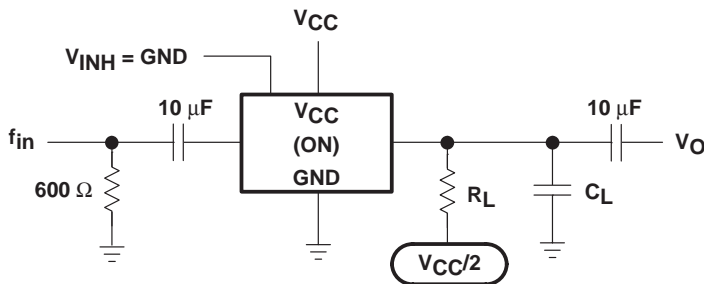 VCC
VINH = GND
10 μF
VCC
(ON)
GND
10 μF
fin
VO
600 Ω
RL
CL
VCC/2